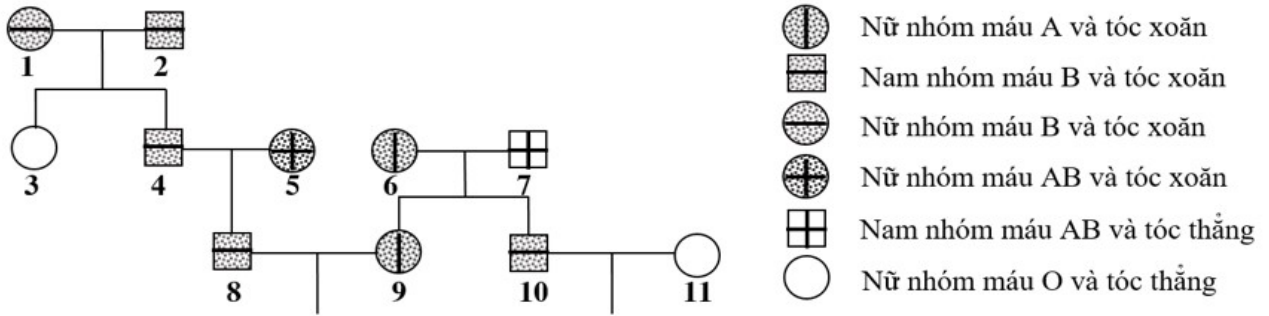 1 2
3 4 5 6 7
8 9 10 11
Nữ nhóm máu A và tóc xoăn
Nam nhóm máu B và tóc xoăn
Nữ nhóm máu B và tóc xoăn
Nữ nhóm máu AB và tóc xoăn
Nam nhóm máu AB và tóc thẳng
Nữ nhóm máu O và tóc thẳng